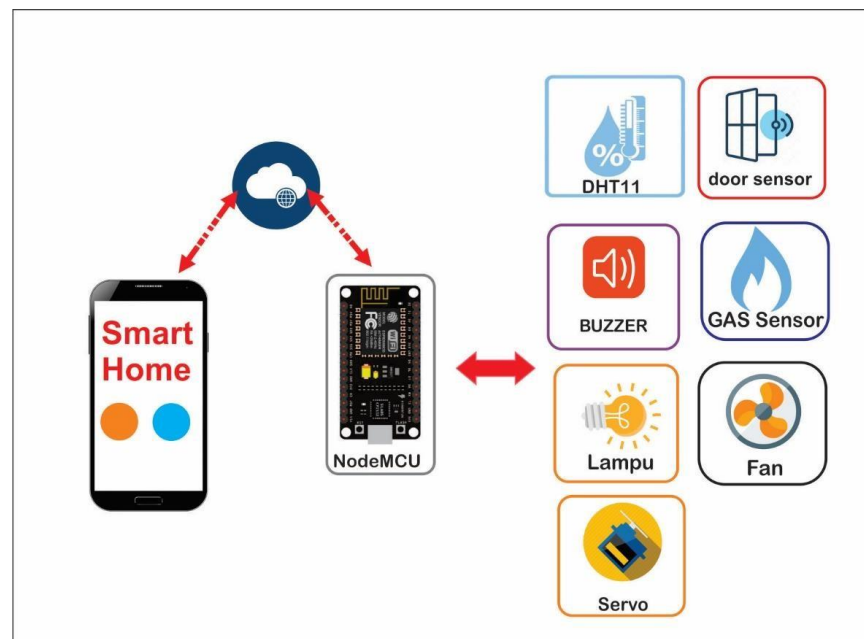 %
DHT11
door sensor
BUZZER
GAS Sensor
Smart
Home
NodeMCU
Lampu
Fan
Servo